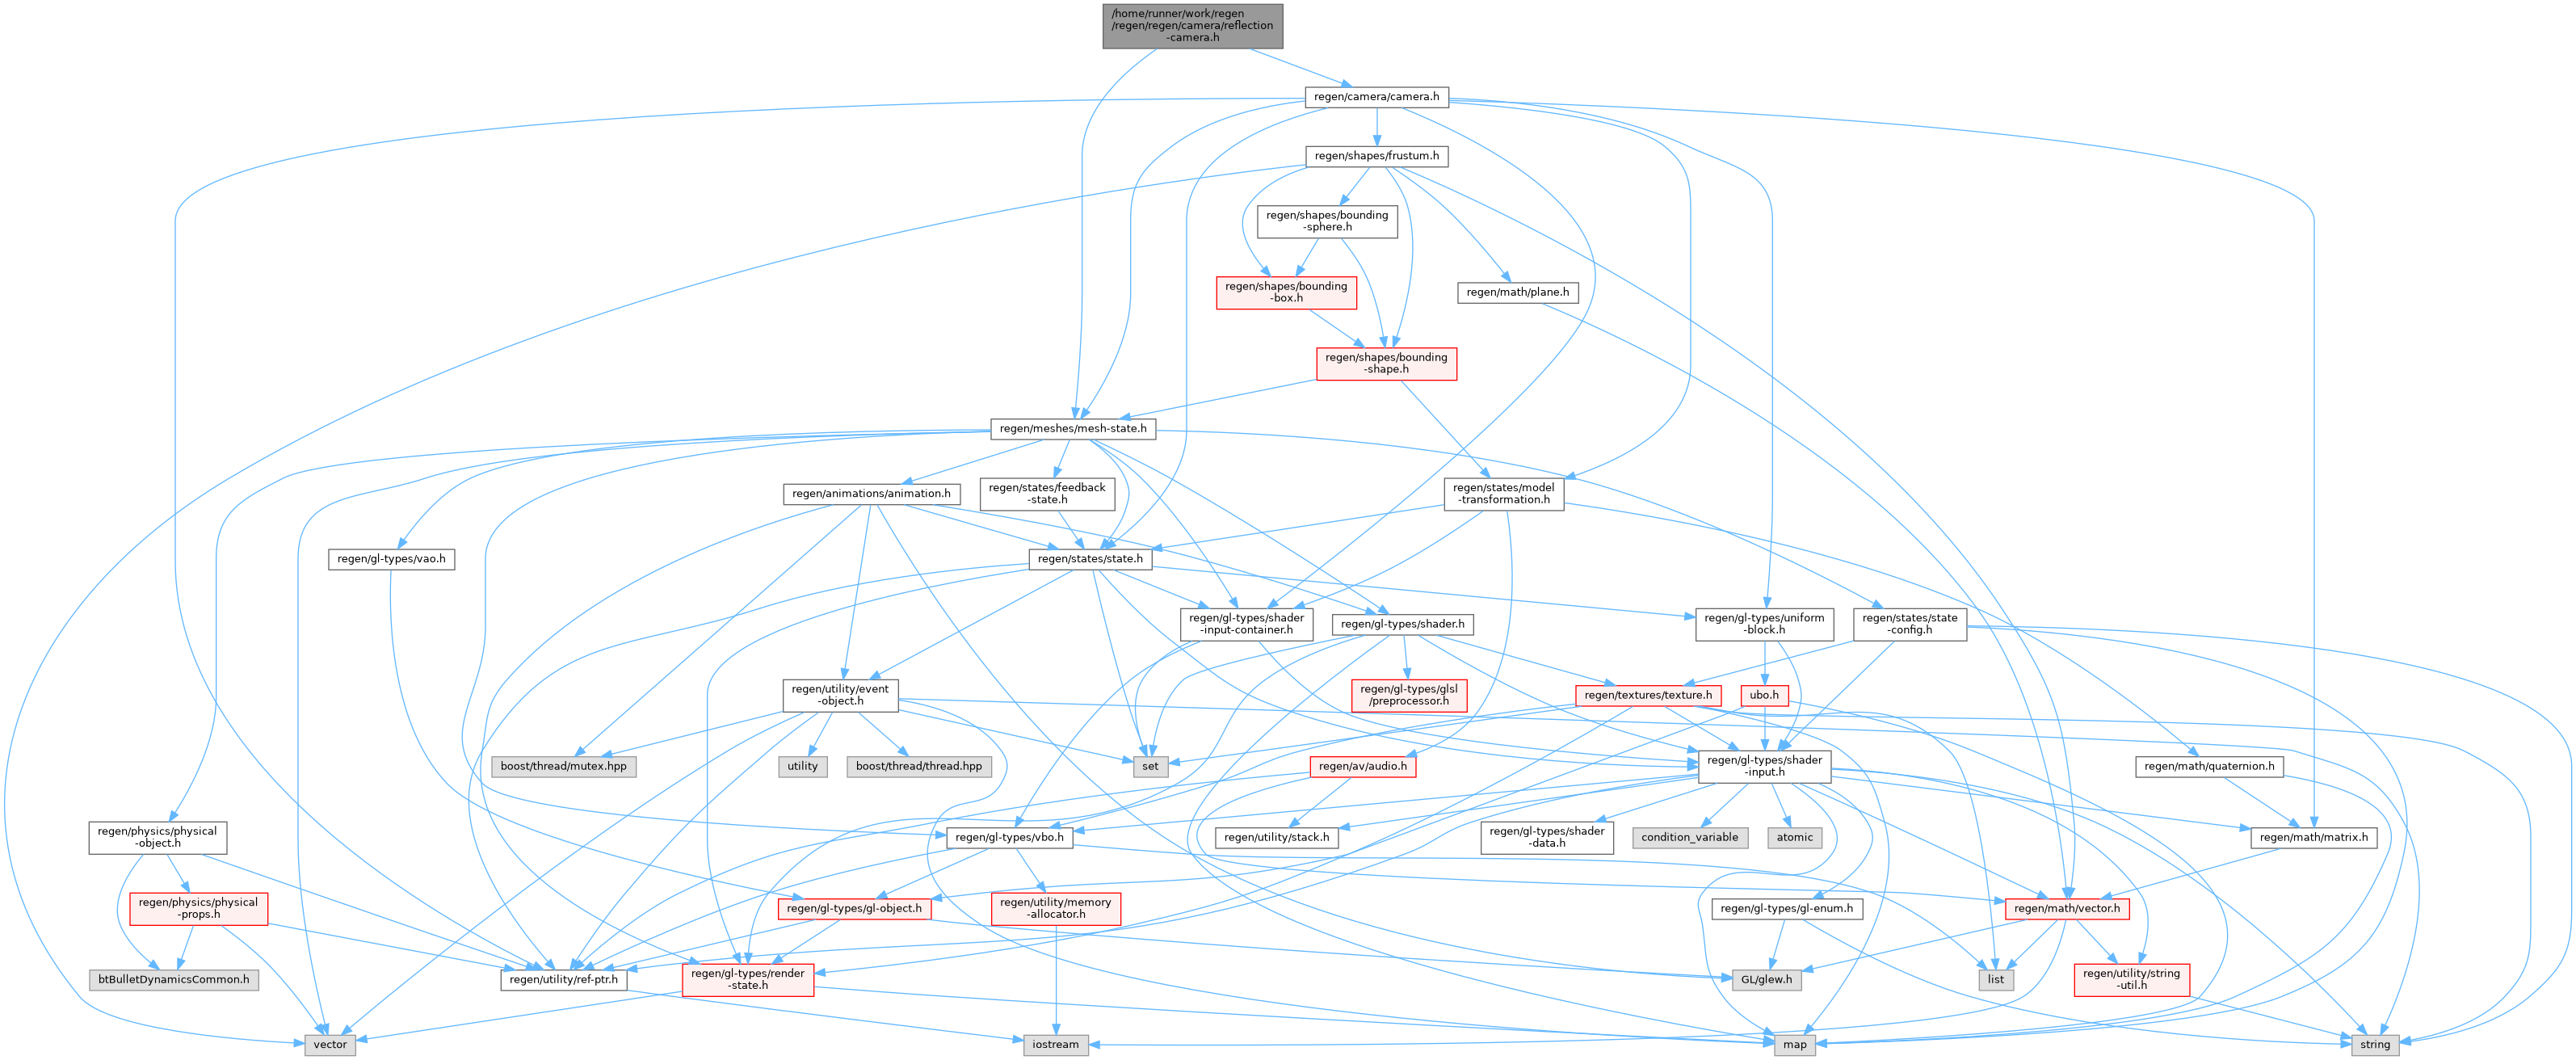 /home/runner/work/regen
/regen/regen/camera/reflection
-camera.h
regen/camera/camera.h
regen/shapes/frustum.h
regen/shapes/bounding
-sphere.h
regen/shapes/bounding
-box.h
regen/math/plane.h
regen/shapes/bounding
-shape.h
regen/meshes/mesh-state.h
regen/animations/animation.h
regen/states/feedback
-state.h
regen/states/model
-transformation.h
regen/gl-types/vao.h
regen/states/state.h
regen/gl-types/shader
-input-container.h
regen/gl-types/shader.h
regen/gl-types/uniform
-block.h
regen/states/state
-config.h
regen/utility/event
-object.h
regen/gl-types/glsl
/preprocessor.h
regen/textures/texture.h
ubo.h
boost/thread/mutex.hpp
utility
boost/thread/thread.hpp
set
regen/av/audio.h
regen/gl-types/shader
-input.h
regen/math/quaternion.h
regen/physics/physical
-object.h
regen/gl-types/vbo.h
regen/utility/stack.h
regen/gl-types/shader
-data.h
condition_variable
atomic
regen/math/matrix.h
regen/physics/physical
-props.h
regen/gl-types/gl-object.h
regen/utility/memory
-allocator.h
regen/gl-types/gl-enum.h
regen/math/vector.h
btBulletDynamicsCommon.h
regen/utility/ref-ptr.h
regen/gl-types/render
-state.h
GL/glew.h
list
regen/utility/string
-util.h
vector
iostream
map
string